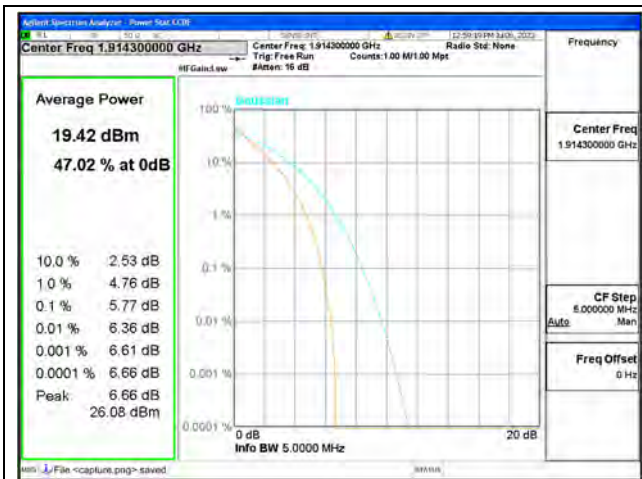 Agilent Spectrum Analyzer - Power Stat CCDF
Center Freq 1.914300000 GHz
Center Freq: 1.914300000 GHz
Radio Std: None
Trig: Free Run
Counts:1.00 M/1.00 Mpt
#IFGain:Low
#Atten: 16 dB
Frequency
Average Power
19.42 dBm
47.02 % at 0dB
10.0 % 2.53 dB
1.0 % 4.76 dB
0.1 % 5.77 dB
0.01 % 6.36 dB
0.001 % 6.61 dB
0.0001 % 6.66 dB
Peak 6.66 dB
26.08 dBm
Gaussian
100 %
10 %
1 %
0.1 %
0.01 %
0.001 %
0.0001 %
0 dB
20 dB
Info BW 5.0000 MHz
Center Freq
1.914300000 GHz
CF Step
5.000000 MHz
Auto Man
Freq Offset
0 Hz
MSG
File <capture.png> saved
STATUS